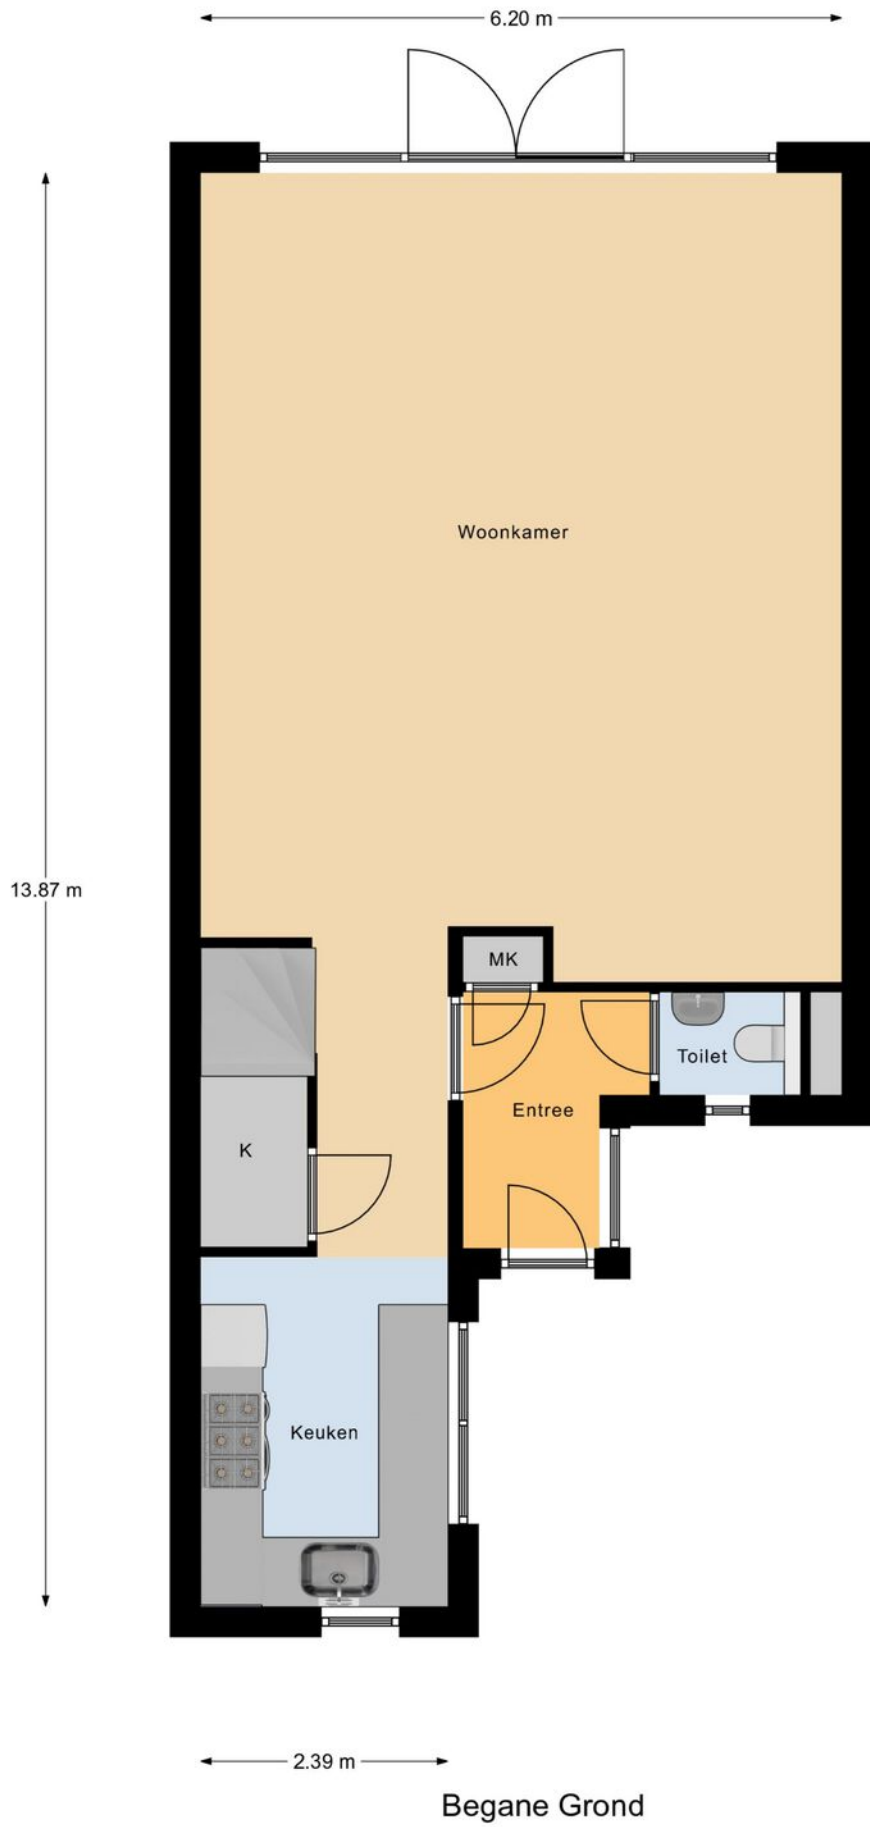 6.20 m
Woonkamer
13.87 m
MK
Toilet
Entree
K
Keuken
2.39 m
Begane Grond